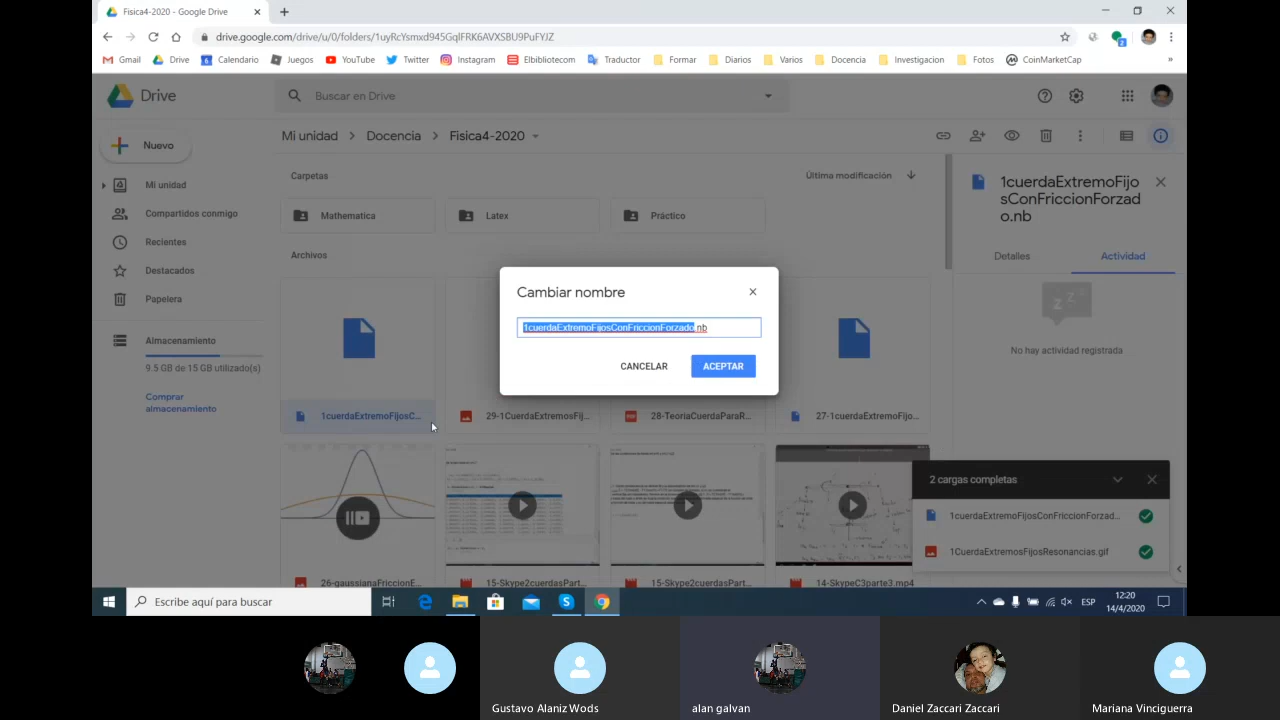 Fisica4-2020 - Google Drive
drive.google.com/drive/u/0/folders/1uyRcYsmxd945GqlFRK6AVXSBU9PuFYJZ
Gmail Drive Calendario Juegos YouTube Twitter Instagram Elbibliotecom Traductor Formar Diarios Varios Docencia Investigacion Fotos CoinMarketCap »
Drive
Buscar en Drive
Nuevo
Mi unidad
Compartidos conmigo
Recientes
Destacados
Papelera
Almacenamiento
9.5 GB de 15 GB utilizado(s)
Comprar
almacenamiento
Mi unidad > Docencia > Fisica4-2020
Carpetas
Última modificación
Mathematica
Latex
Práctico
Archivos
1cuerdaExtremoFijosC...
29-1CuerdaExtremosFij...
28-TeoriaCuerdaParaR...
27-1cuerdaExtremoFijo...
26-gaussianaFriccionE...
15-Skype2cuerdasPart...
15-Skype2cuerdasPart...
14-SkypeC3parte3.mp4
Cambiar nombre
1cuerdaExtremoFijosConFriccionForzado.nb
CANCELAR
ACEPTAR
1cuerdaExtremoFijo
sConFriccionForzad
o.nb
Detalles
Actividad
No hay actividad registrada
2 cargas completas
1cuerdaExtremoFijosConFriccionForzad...
1CuerdaExtremosFijosResonancias.gif
Escribe aquí para buscar
ESP
12:20
14/4/2020
Gustavo Alaniz Wods
alan galvan
Daniel Zaccari Zaccari
Mariana Vinciguerra